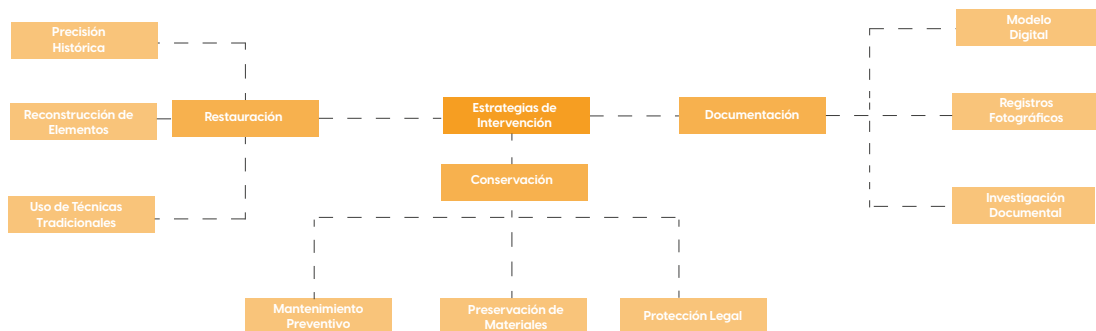 Precisión
Histórica
Reconstrucción de
Elementos
Uso de Técnicas
Tradicionales
Restauración
Estrategias de
Intervención
Conservación
Mantenimiento
Preventivo
Preservación de
Materiales
Protección Legal
Documentación
Modelo
Digital
Registros
Fotográficos
Investigación
Documental